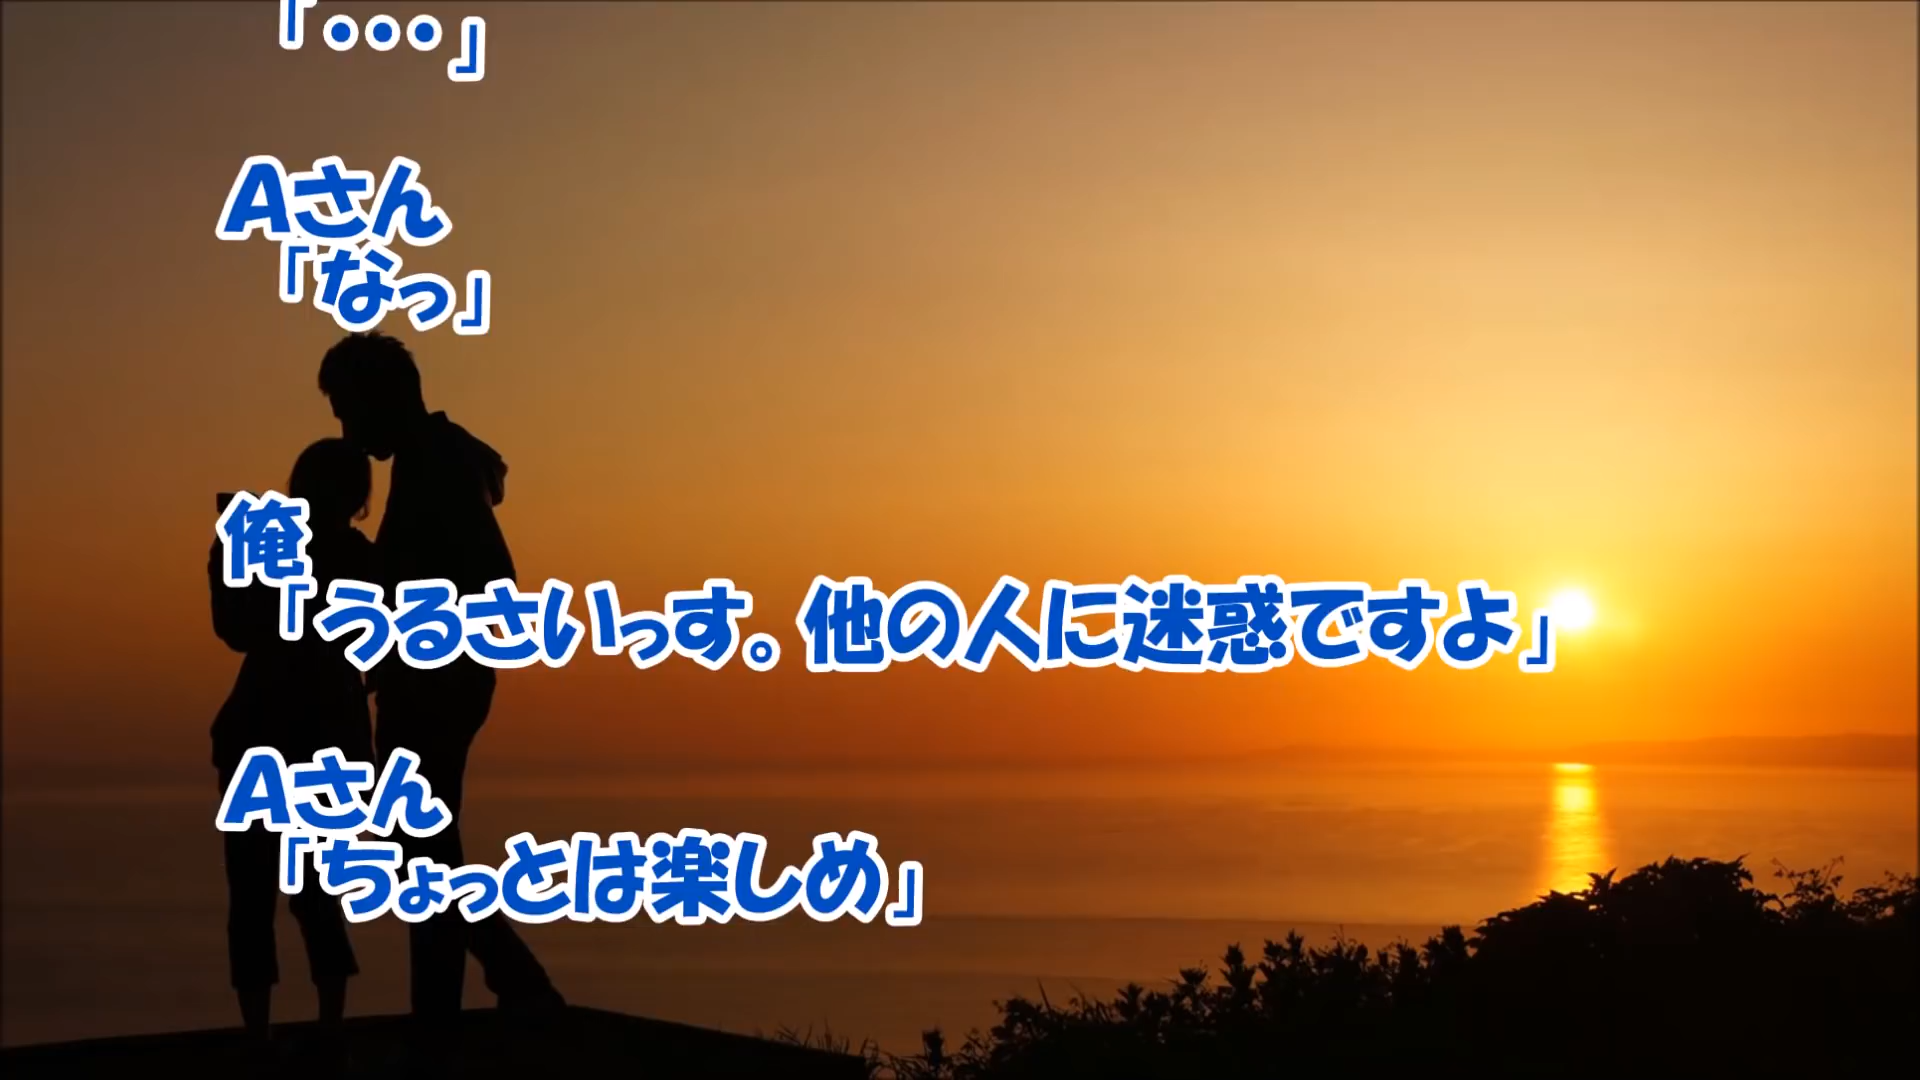 「・・・」
Aさん
「なっ」
俺
「うるさいっす。他の人に迷惑ですよ」
Aさん
「ちょっとは楽しめ」